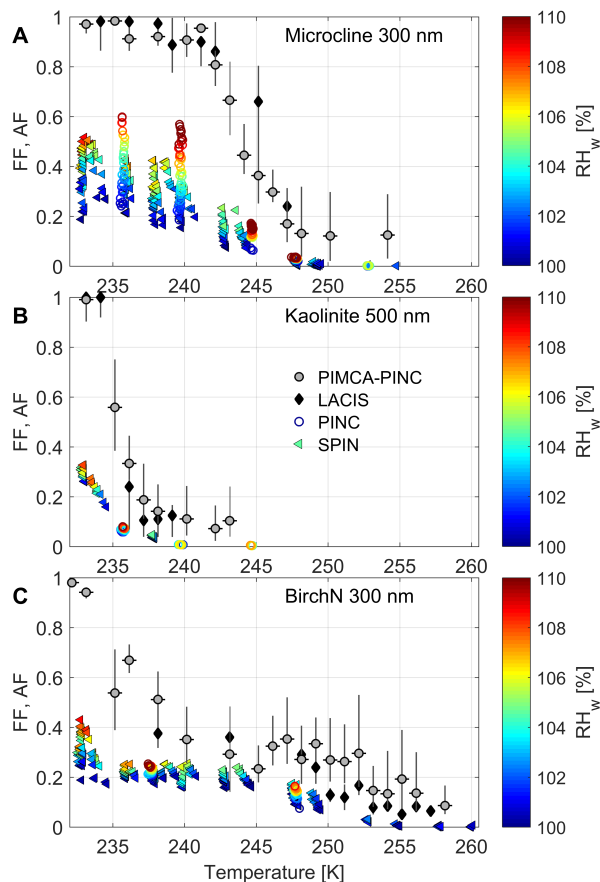 A
Microcline 300 nm
FF, AF
1
0.8
0.6
0.4
0.2
0
235 240 245 250 255 260
110
108
106
104
102
100
RHw [%]
B
Kaolinite 500 nm
PIMCA-PINC
LACIS
PINC
SPIN
FF, AF
1
0.8
0.6
0.4
0.2
0
235 240 245 250 255 260
110
108
106
104
102
100
RHw [%]
C
BirchN 300 nm
FF, AF
1
0.8
0.6
0.4
0.2
0
235 240 245 250 255 260
Temperature [K]
110
108
106
104
102
100
RHw [%]